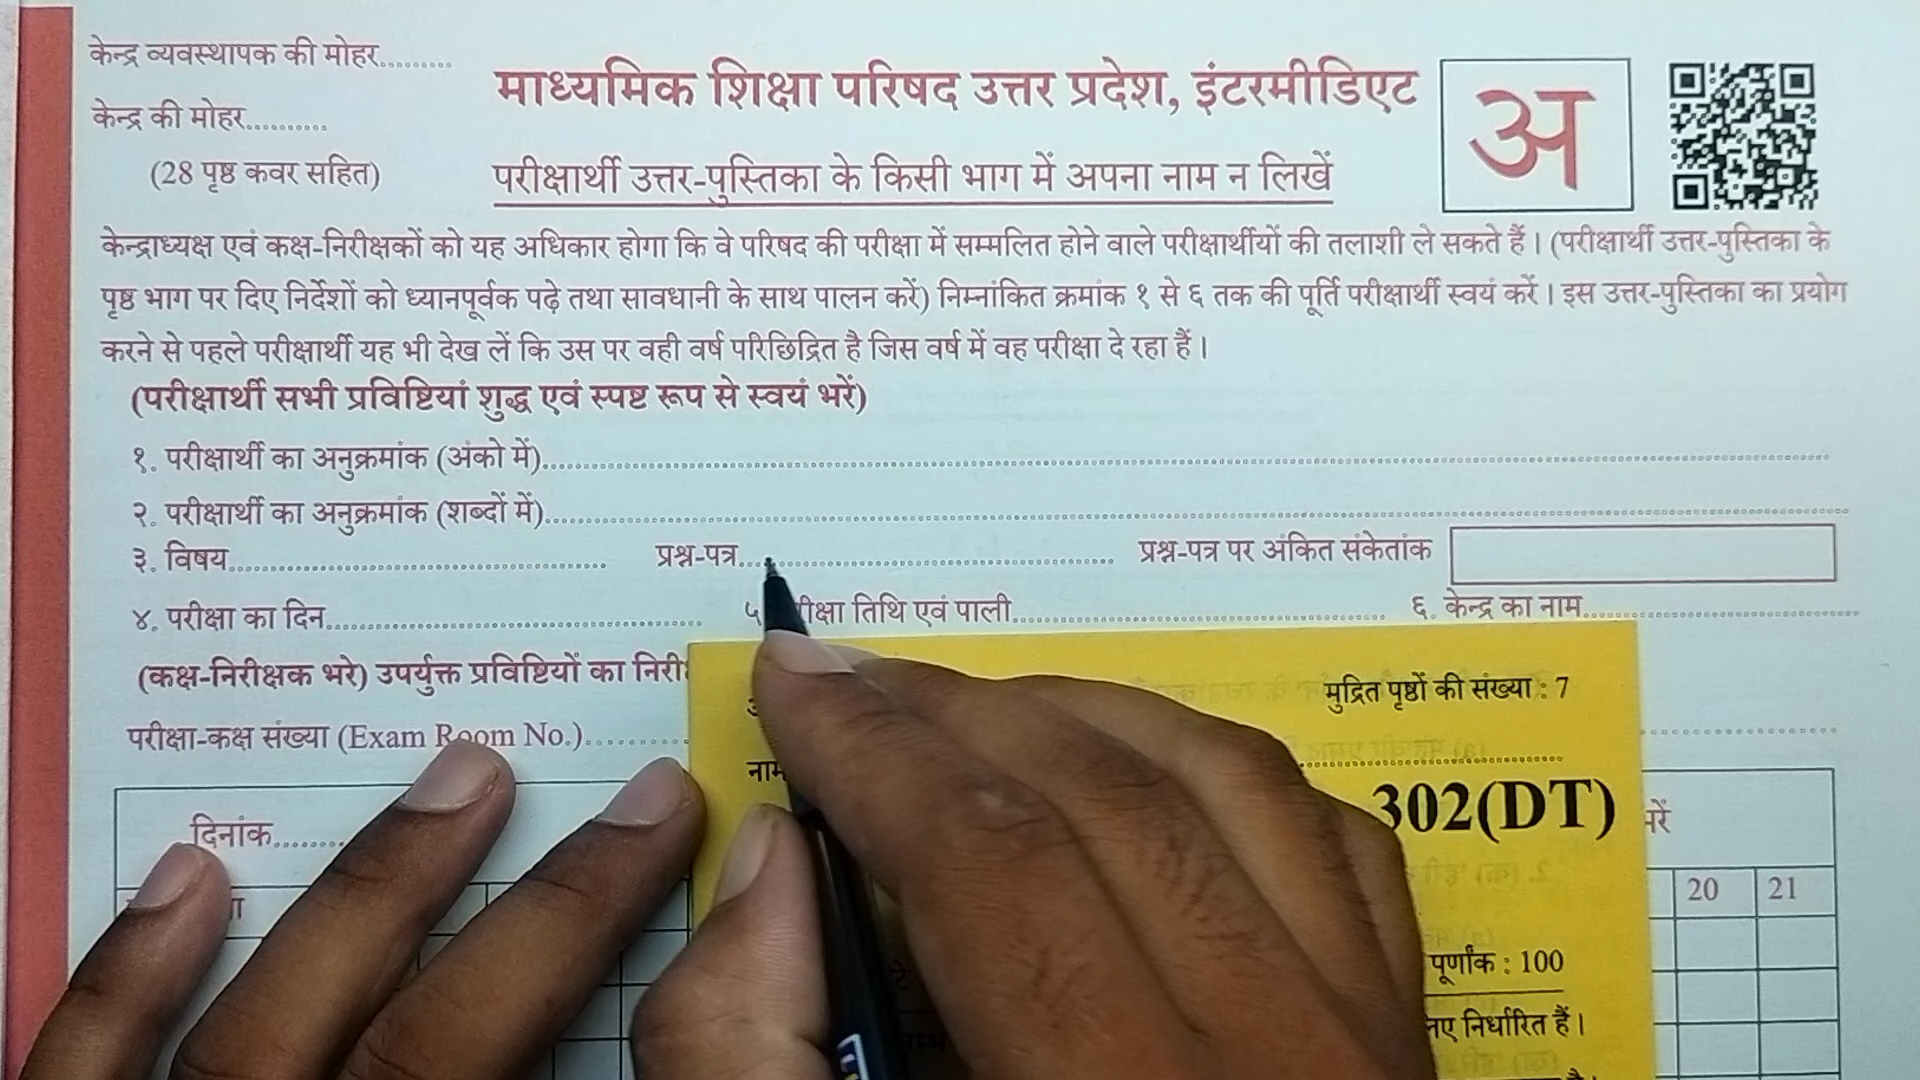 केन्द्र व्यवस्थापक की मोहर.........
माध्यमिक शिक्षा परिषद उत्तर प्रदेश, इंटरमीडिएट
अ
केन्द्र की मोहर..........
(28 पृष्ठ कवर सहित)
परीक्षार्थी उत्तर-पुस्तिका के किसी भाग में अपना नाम न लिखें
केन्द्राध्यक्ष एवं कक्ष-निरीक्षकों को यह अधिकार होगा कि वे परिषद की परीक्षा में सम्मलित होने वाले परीक्षार्थीयों की तलाशी ले सकते हैं। (परीक्षार्थी उत्तर-पुस्तिका के
पृष्ठ भाग पर दिए निर्देशों को ध्यानपूर्वक पढ़े तथा सावधानी के साथ पालन करें) निम्नांकित क्रमांक १ से ६ तक की पूर्ति परीक्षार्थी स्वयं करें। इस उत्तर-पुस्तिका का प्रयोग
करने से पहले परीक्षार्थी यह भी देख लें कि उस पर वही वर्ष परिछिद्रित है जिस वर्ष में वह परीक्षा दे रहा हैं।
(परीक्षार्थी सभी प्रविष्टियां शुद्ध एवं स्पष्ट रूप से स्वयं भरें)
१. परीक्षार्थी का अनुक्रमांक (अंको में)..........
२. परीक्षार्थी का अनुक्रमांक (शब्दों में)..........
३. विषय.......... प्रश्न-पत्र.......... प्रश्न-पत्र पर अंकित संकेतांक
४. परीक्षा का दिन.......... ५ तिथि एवं पाली.......... ६. केन्द्र का नाम..........
(कक्ष-निरीक्षक भरे) उपर्युक्त प्रविष्टियों का
मुद्रित पृष्ठों की संख्या : 7
परीक्षा-कक्ष संख्या (Exam Room No.)..........
302(DT)
दिनांक..........
20 21
पूर्णांक : 100
निर्धारित हैं।